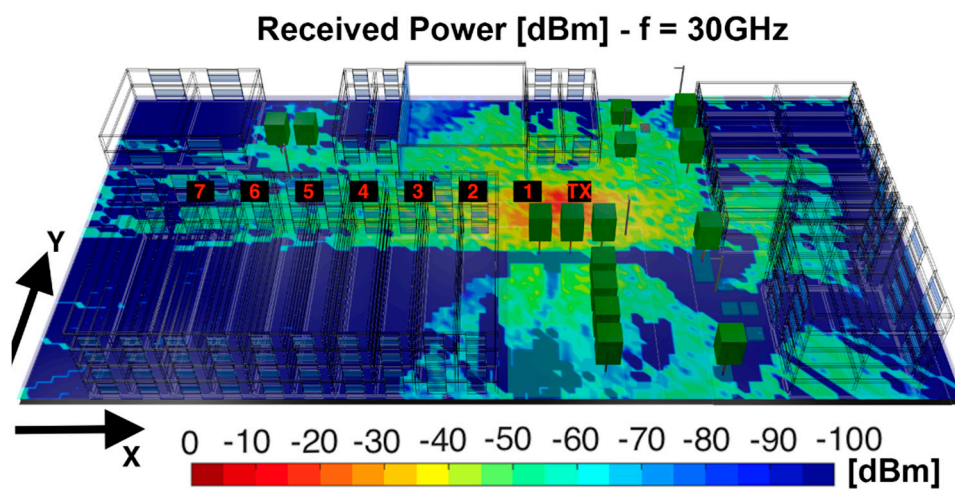 Received Power [dBm] - f = 30GHz
7 6 5 4 3 2 1 TX
Y
X
0 -10 -20 -30 -40 -50 -60 -70 -80 -90 -100
[dBm]